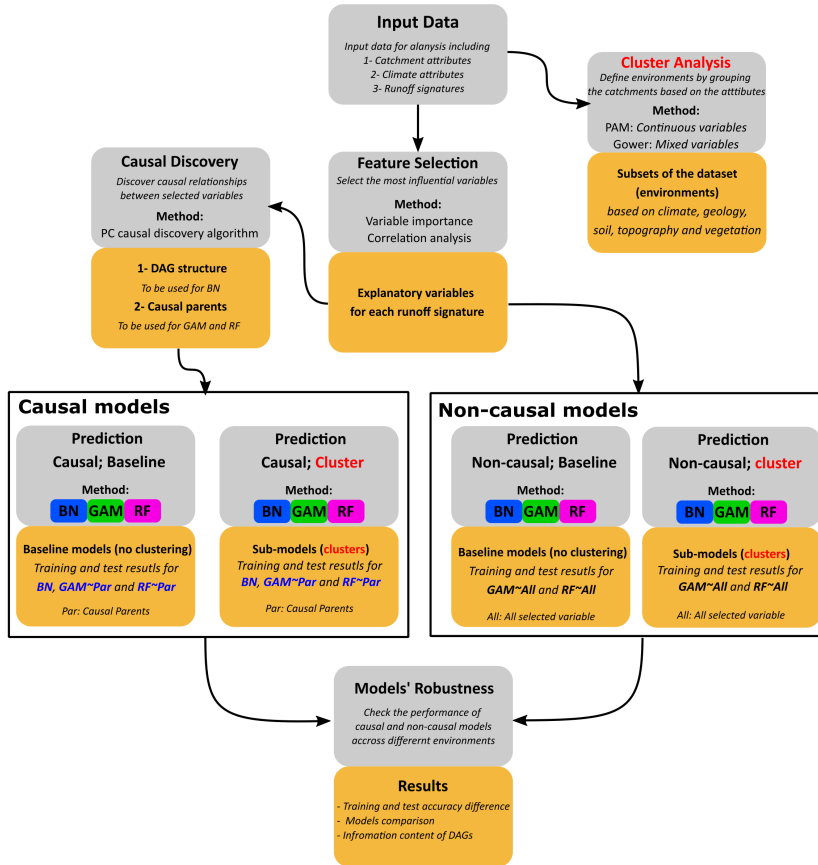 Input Data
Input data for alanysis including
1- Catchment attributes
2- Climate attributes
3- Runoff signatures
Cluster Analysis
Define environments by grouping
the catchments based on the attibutes
Method:
PAM: Continuous variables
Gower: Mixed variables
Subsets of the dataset
(environments)
based on climate, geology,
soil, topography and vegetation
Causal Discovery
Discover causal relationships
between selected variables
Method:
PC causal discovery algorithm
1- DAG structure
To be used for BN
2- Causal parents
To be used for GAM and RF
Feature Selection
Select the most influential variables
Method:
Variable importance
Correlation analysis
Explanatory variables
for each runoff signature
Causal models
Prediction
Causal; Baseline
Method:
BN GAM RF
Baseline models (no clustering)
Training and test resutls for
BN, GAM~Par and RF~Par
Par: Causal Parents
Prediction
Causal; Cluster
Method:
BN GAM RF
Sub-models (clusters)
Training and test resutls for
BN, GAM~Par and RF~Par
Par: Causal Parents
Non-causal models
Prediction
Non-causal; Baseline
Method:
BN GAM RF
Baseline models (no clustering)
Training and test resutls for
GAM~All and RF~All
All: All selected variable
Prediction
Non-causal; cluster
Method:
BN GAM RF
Sub-models (clusters)
Training and test resutls for
GAM~All and RF~All
All: All selected variable
Models' Robustness
Check the performance of
causal and non-causal models
accross differernt environments
Results
- Training and test accuracy difference
- Models comparison
- Infromation content of DAGs